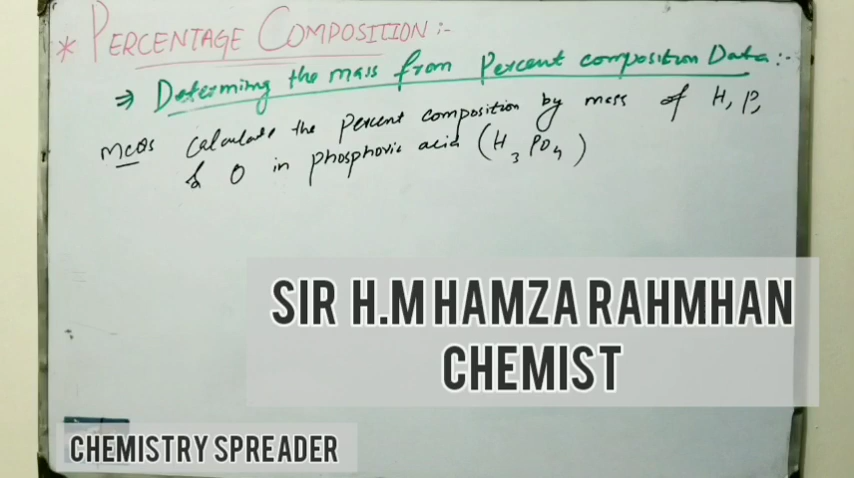 * PERCENTAGE COMPOSITION :-
⇒ Determing the mass from Percent composition Data :-
MCQs Calculate the Percent composition by mass of H, P,
& O in phosphoric acid (H3PO4)
SIR H.M HAMZA RAHMHAN
CHEMIST
CHEMISTRY SPREADER